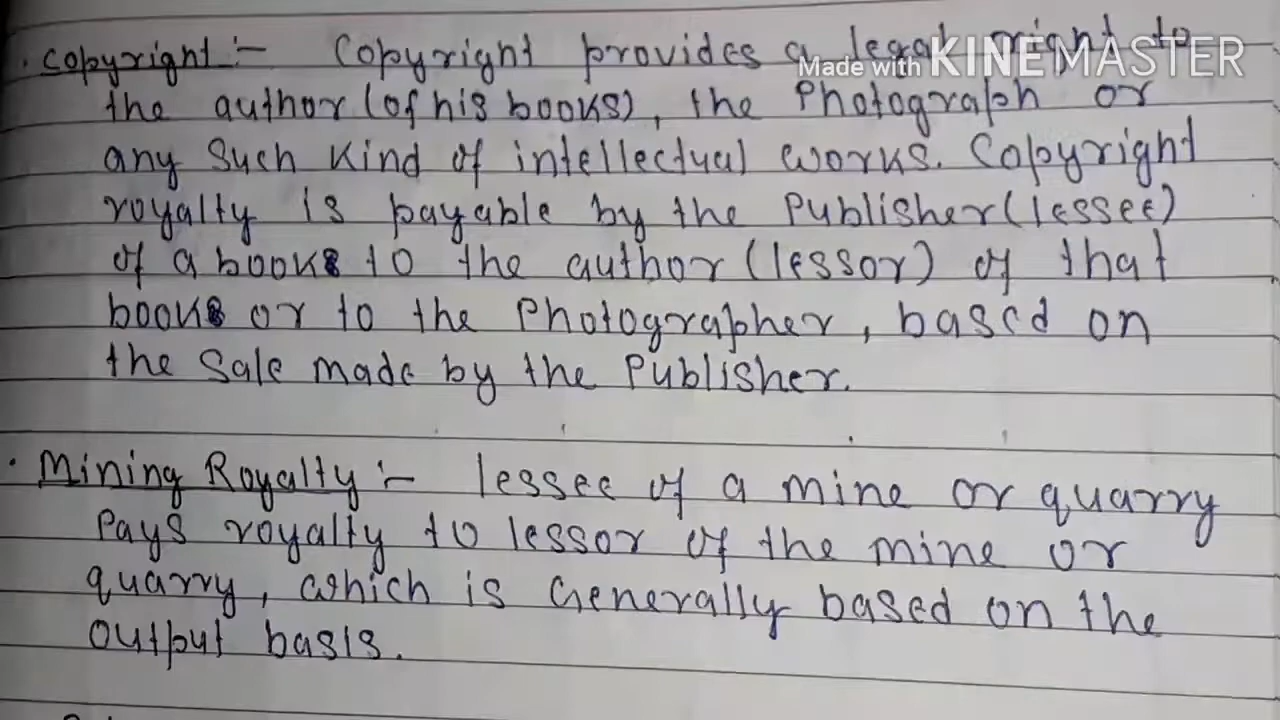 · Copyright :- Copyright provides a legal right to
Made with KINEMASTER
the author (of his books), the Photograph or
any Such Kind of intellectual works. Copyright
royalty is payable by the Publisher (lessee)
of a book to the author (lessor) of that
book or to the Photographer, based on
the Sale made by the Publisher.
· Mining Royalty :- lessee of a mine or quarry
Pays royalty to lessor of the mine or
quarry, which is Generally based on the
output basis.